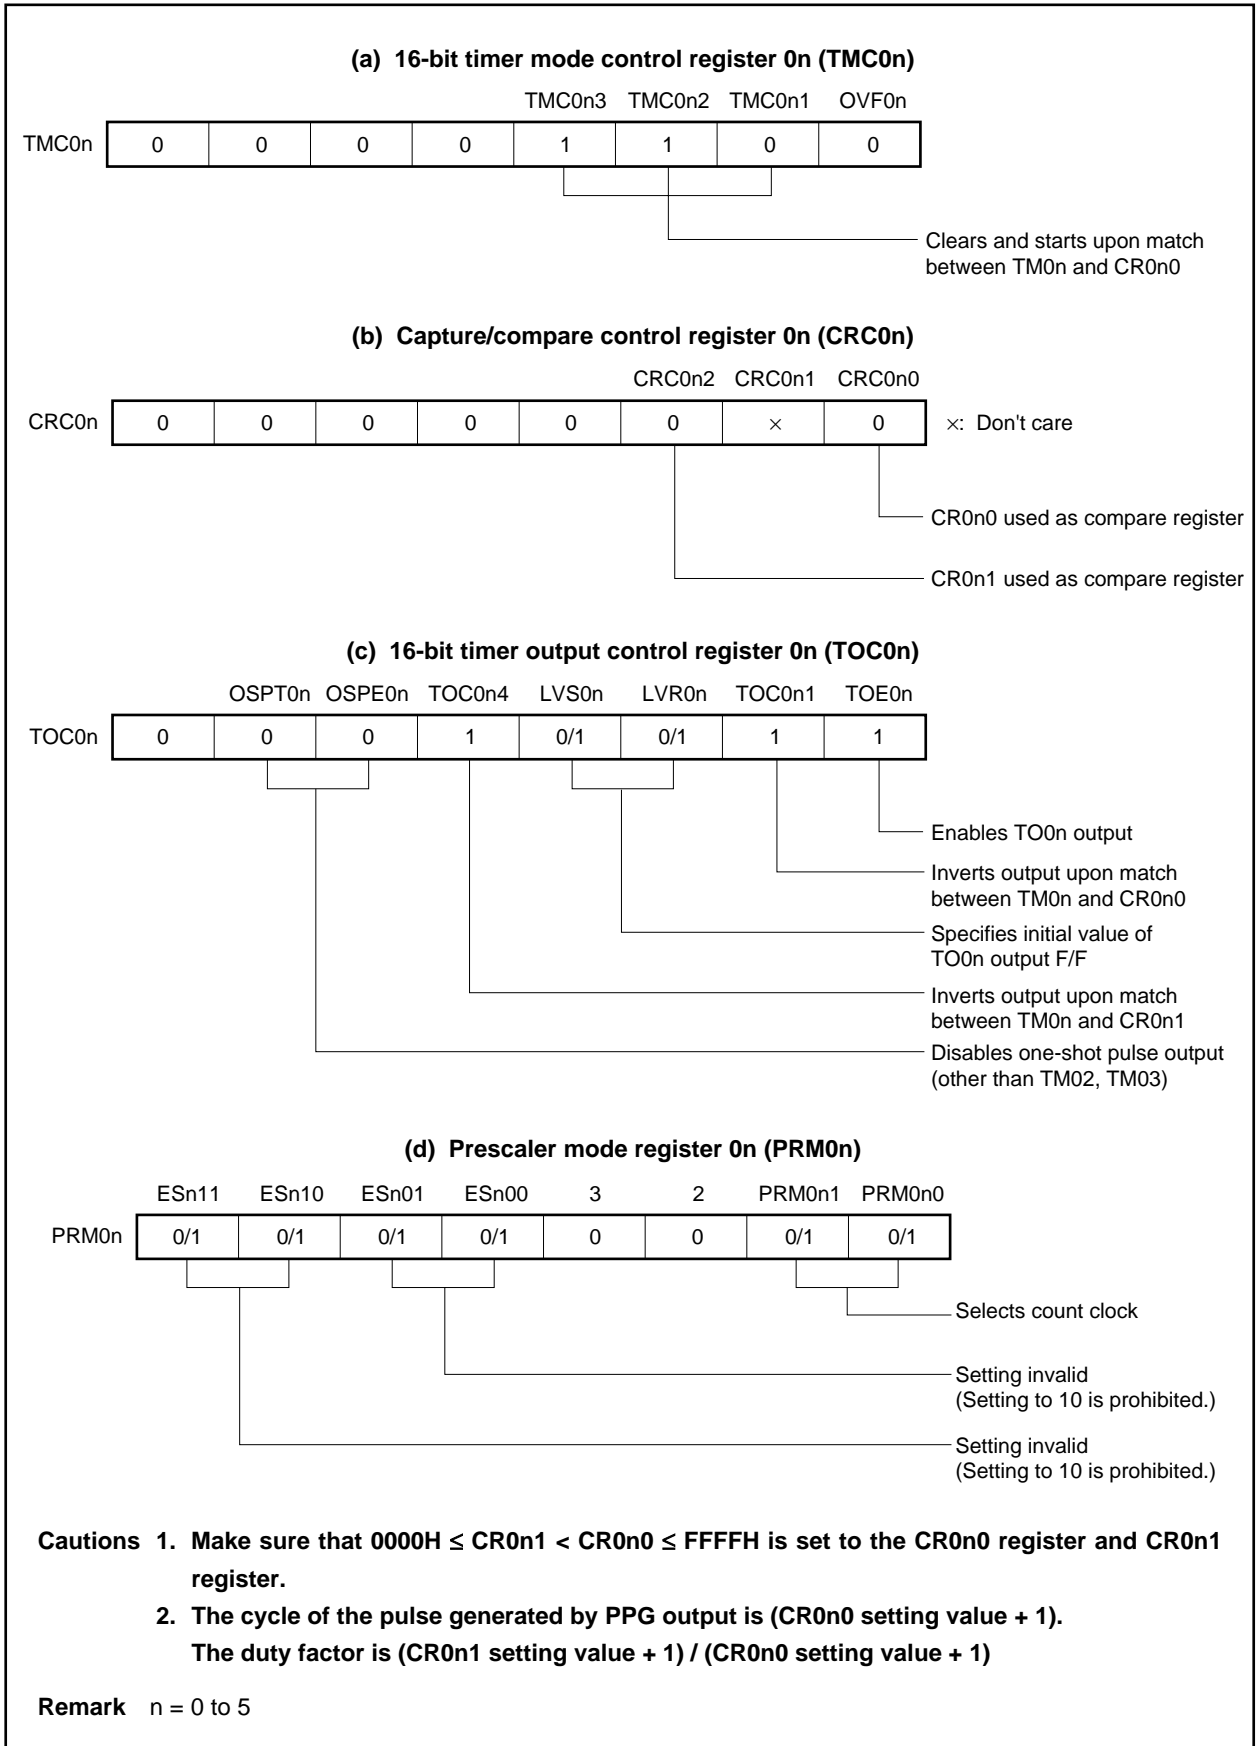 (a) 16-bit timer mode control register 0n (TMC0n)
TMC0n3 TMC0n2 TMC0n1 OVF0n
TMC0n 0 0 0 0 1 1 0 0
Clears and starts upon match
between TM0n and CR0n0
(b) Capture/compare control register 0n (CRC0n)
CRC0n2 CRC0n1 CRC0n0
CRC0n 0 0 0 0 0 0 × 0 ×: Don't care
CR0n0 used as compare register
CR0n1 used as compare register
(c) 16-bit timer output control register 0n (TOC0n)
OSPT0n OSPE0n TOC0n4 LVS0n LVR0n TOC0n1 TOE0n
TOC0n 0 0 0 1 0/1 0/1 1 1
Enables TO0n output
Inverts output upon match
between TM0n and CR0n0
Specifies initial value of
TO0n output F/F
Inverts output upon match
between TM0n and CR0n1
Disables one-shot pulse output
(other than TM02, TM03)
(d) Prescaler mode register 0n (PRM0n)
ESn11 ESn10 ESn01 ESn00 3 2 PRM0n1 PRM0n0
PRM0n 0/1 0/1 0/1 0/1 0 0 0/1 0/1
Selects count clock
Setting invalid
(Setting to 10 is prohibited.)
Setting invalid
(Setting to 10 is prohibited.)
Cautions 1. Make sure that 0000H ≤ CR0n1 < CR0n0 ≤ FFFFH is set to the CR0n0 register and CR0n1
register.
2. The cycle of the pulse generated by PPG output is (CR0n0 setting value + 1).
The duty factor is (CR0n1 setting value + 1) / (CR0n0 setting value + 1)
Remark n = 0 to 5